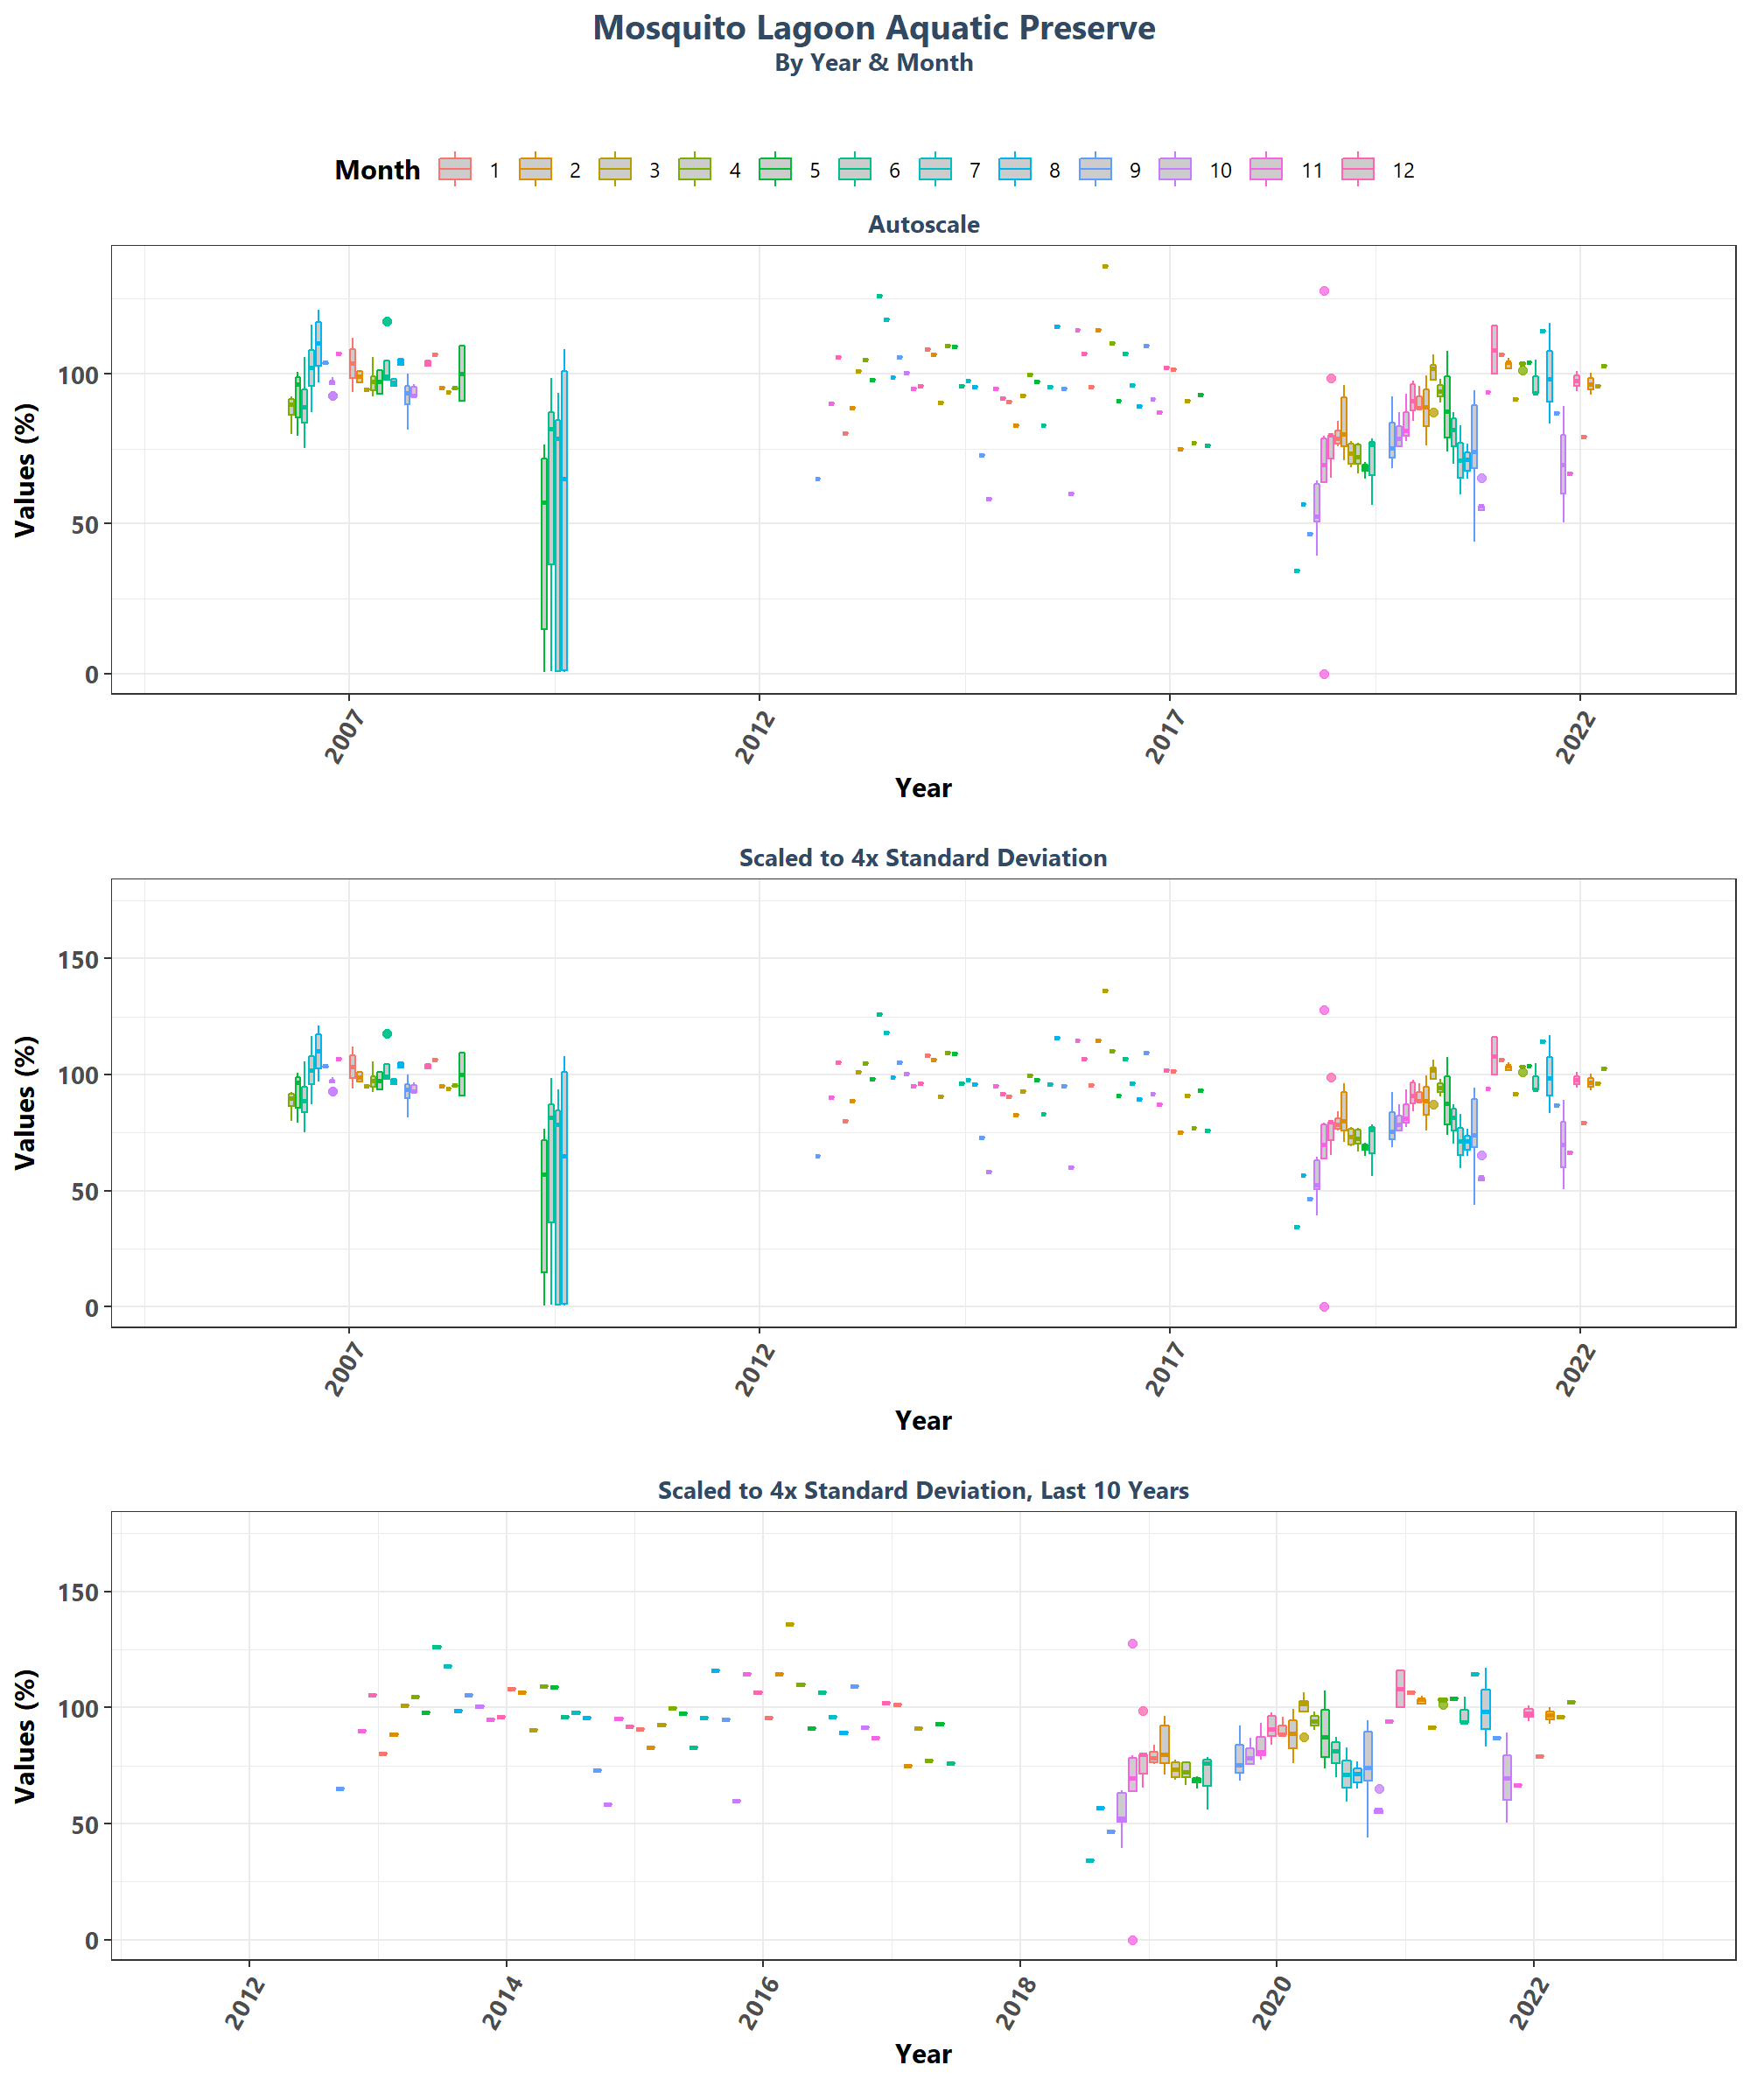 Mosquito Lagoon Aquatic Preserve
By Year & Month
Month 1 2 3 4 5 6 7 8 9 10 11 12
Autoscale
Values (%)
100
50
0
2007 2012 2017 2022
Year
Scaled to 4x Standard Deviation
Values (%)
150
100
50
0
2007 2012 2017 2022
Year
Scaled to 4x Standard Deviation, Last 10 Years
Values (%)
150
100
50
0
2012 2014 2016 2018 2020 2022
Year